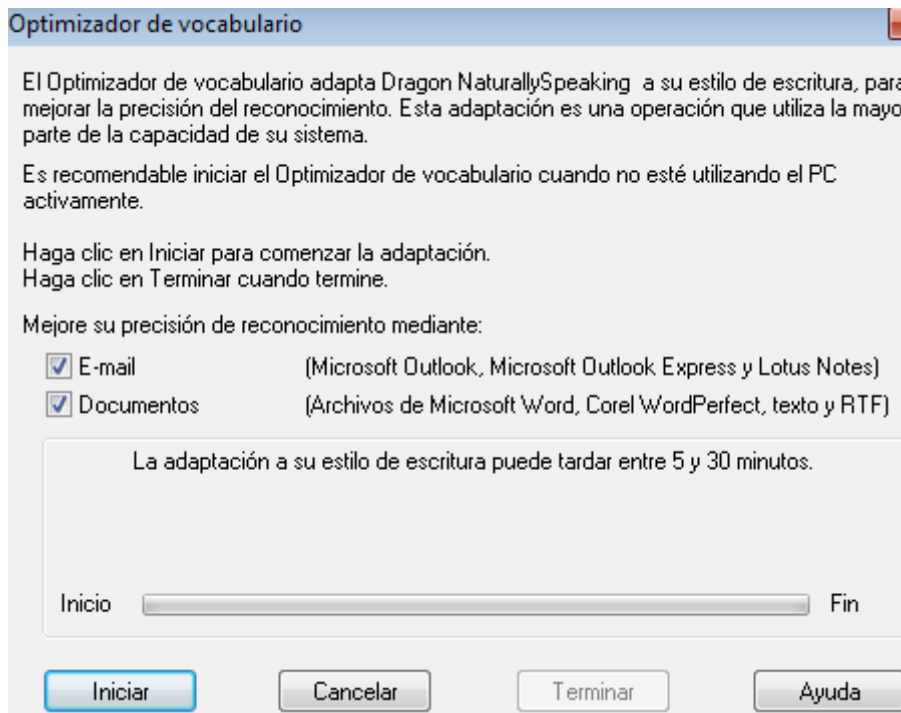 Optimizador de vocabulario
El Optimizador de vocabulario adapta Dragon NaturallySpeaking a su estilo de escritura, para
mejorar la precisión del reconocimiento. Esta adaptación es una operación que utiliza la mayo
parte de la capacidad de su sistema.
Es recomendable iniciar el Optimizador de vocabulario cuando no esté utilizando el PC
activamente.
Haga clic en Iniciar para comenzar la adaptación.
Haga clic en Terminar cuando termine.
Mejore su precisión de reconocimiento mediante:
E-mail (Microsoft Outlook, Microsoft Outlook Express y Lotus Notes)
Documentos (Archivos de Microsoft Word, Corel WordPerfect, texto y RTF)
La adaptación a su estilo de escritura puede tardar entre 5 y 30 minutos.
Inicio Fin
Iniciar Cancelar Terminar Ayuda